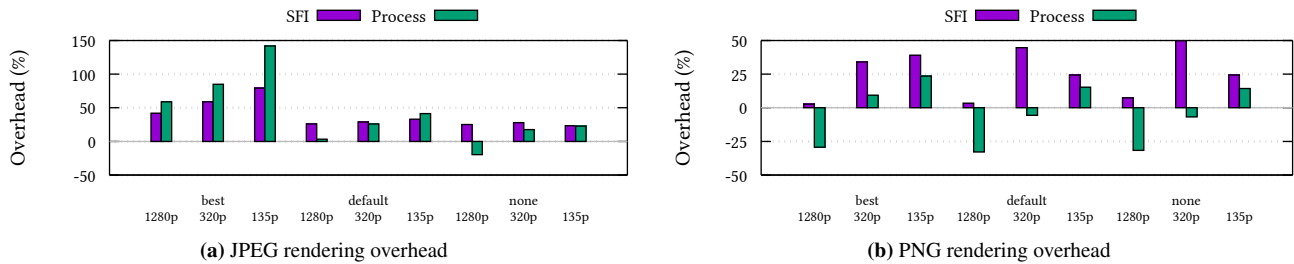 SFI Process
Overhead (%)
150
100
50
0
-50
best default none
1280p 320p 135p 1280p 320p 135p 1280p 320p 135p
(a) JPEG rendering overhead
SFI Process
Overhead (%)
50
25
0
-25
-50
best default none
1280p 320p 135p 1280p 320p 135p 1280p 320p 135p
(b) PNG rendering overhead